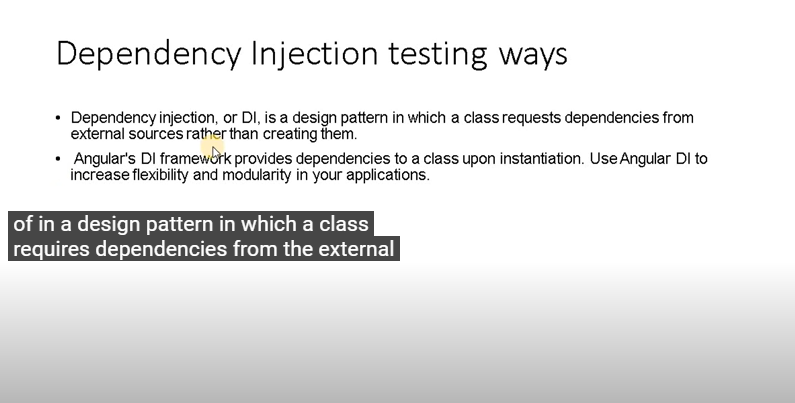 Dependency Injection testing ways
• Dependency injection, or DI, is a design pattern in which a class requests dependencies from
external sources rather than creating them.
• Angular's DI framework provides dependencies to a class upon instantiation. Use Angular DI to
increase flexibility and modularity in your applications.
of in a design pattern in which a class
requires dependencies from the external